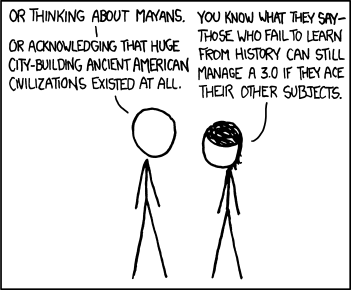 OR THINKING ABOUT MAYANS.
OR ACKNOWLEDGING THAT HUGE
CITY-BUILDING ANCIENT AMERICAN
CIVILIZATIONS EXISTED AT ALL.
YOU KNOW WHAT THEY SAY—
THOSE WHO FAIL TO LEARN
FROM HISTORY CAN STILL
MANAGE A 3.0 IF THEY ACE
THEIR OTHER SUBJECTS.